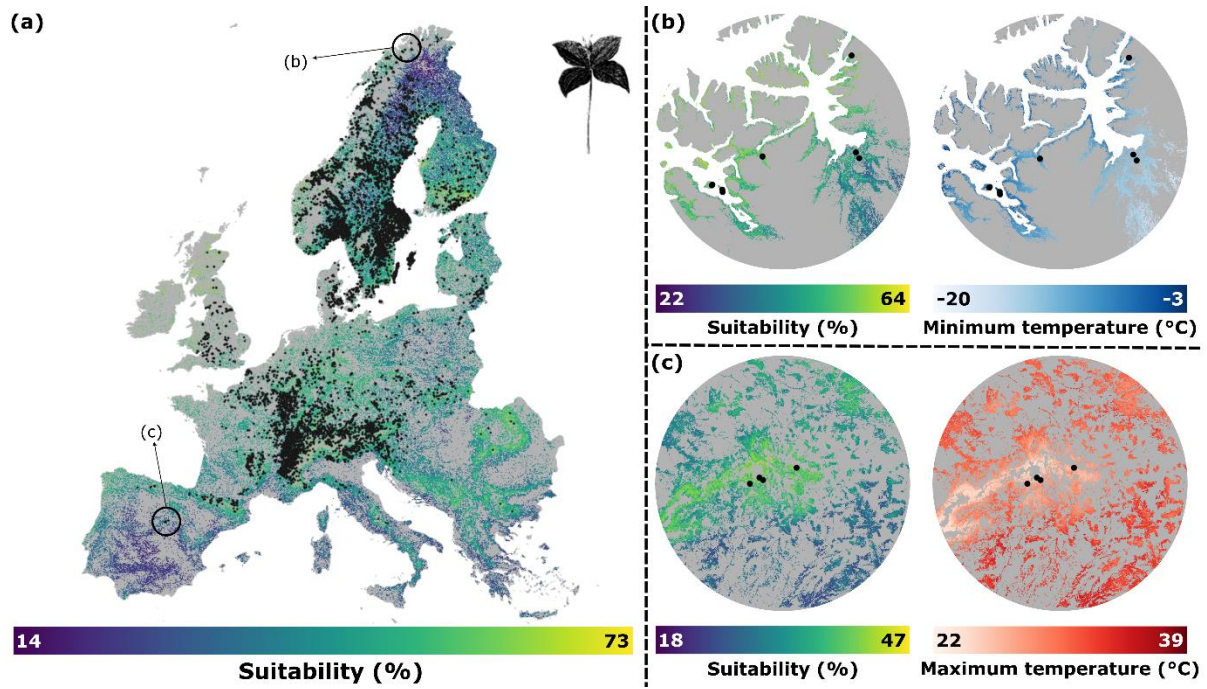 (a)
(b)
(c)
14
73
Suitability (%)
(b)
22
64
Suitability (%)
-20
-3
Minimum temperature (°C)
(c)
18
47
Suitability (%)
22
39
Maximum temperature (°C)